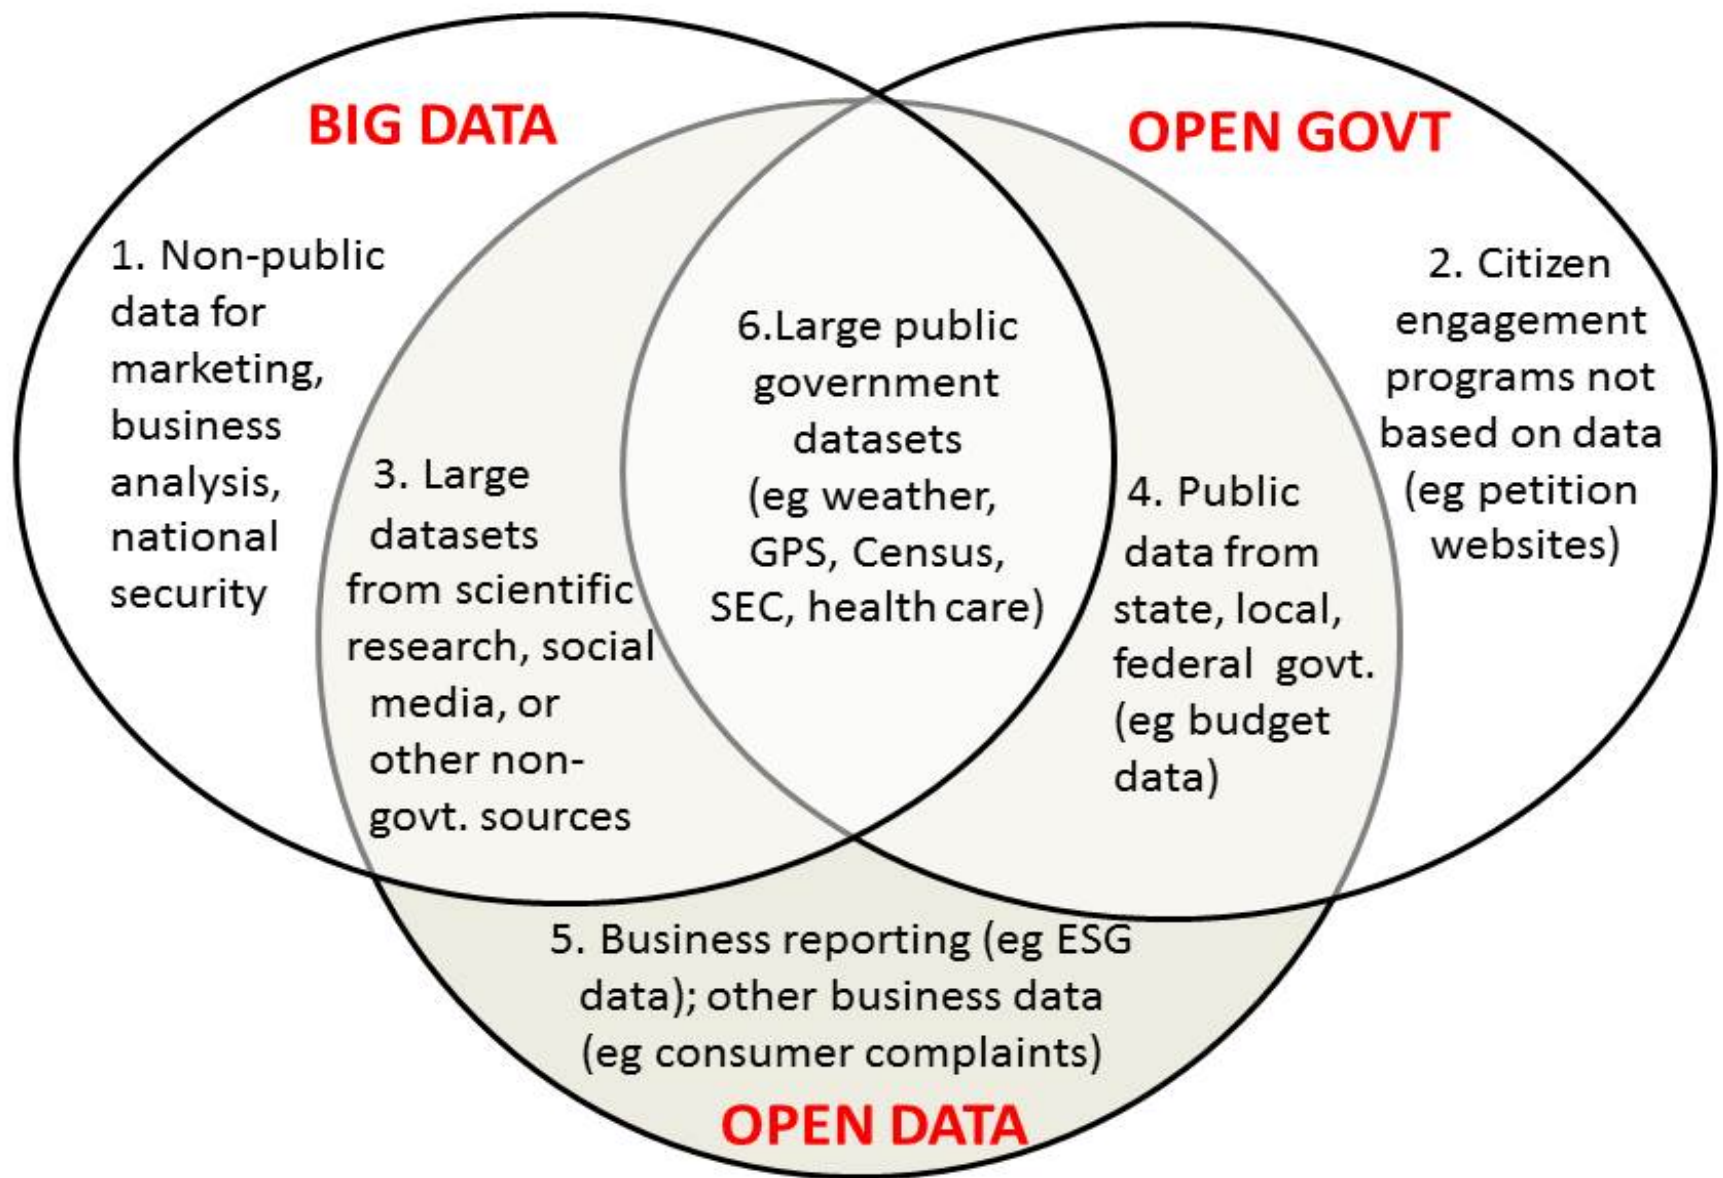 BIG DATA
OPEN GOVT
1. Non-public
data for
marketing,
business
analysis,
national
security
2. Citizen
engagement
programs not
based on data
(eg petition
websites)
3. Large
datasets
from scientific
research, social
media, or
other non-
govt. sources
6.Large public
government
datasets
(eg weather,
GPS, Census,
SEC, health care)
4. Public
data from
state, local,
federal govt.
(eg budget
data)
5. Business reporting (eg ESG
data); other business data
(eg consumer complaints)
OPEN DATA